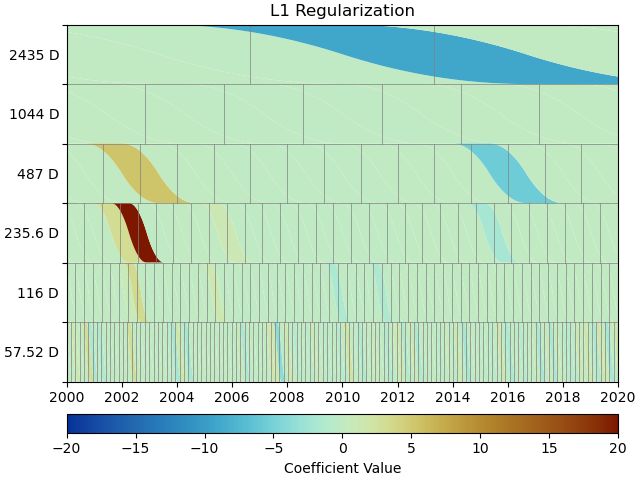 L1 Regularization
2435 D
1044 D
487 D
235.6 D
116 D
57.52 D
2000 2002 2004 2006 2008 2010 2012 2014 2016 2018 2020
−20 −15 −10 −5 0 5 10 15 20
Coefficient Value